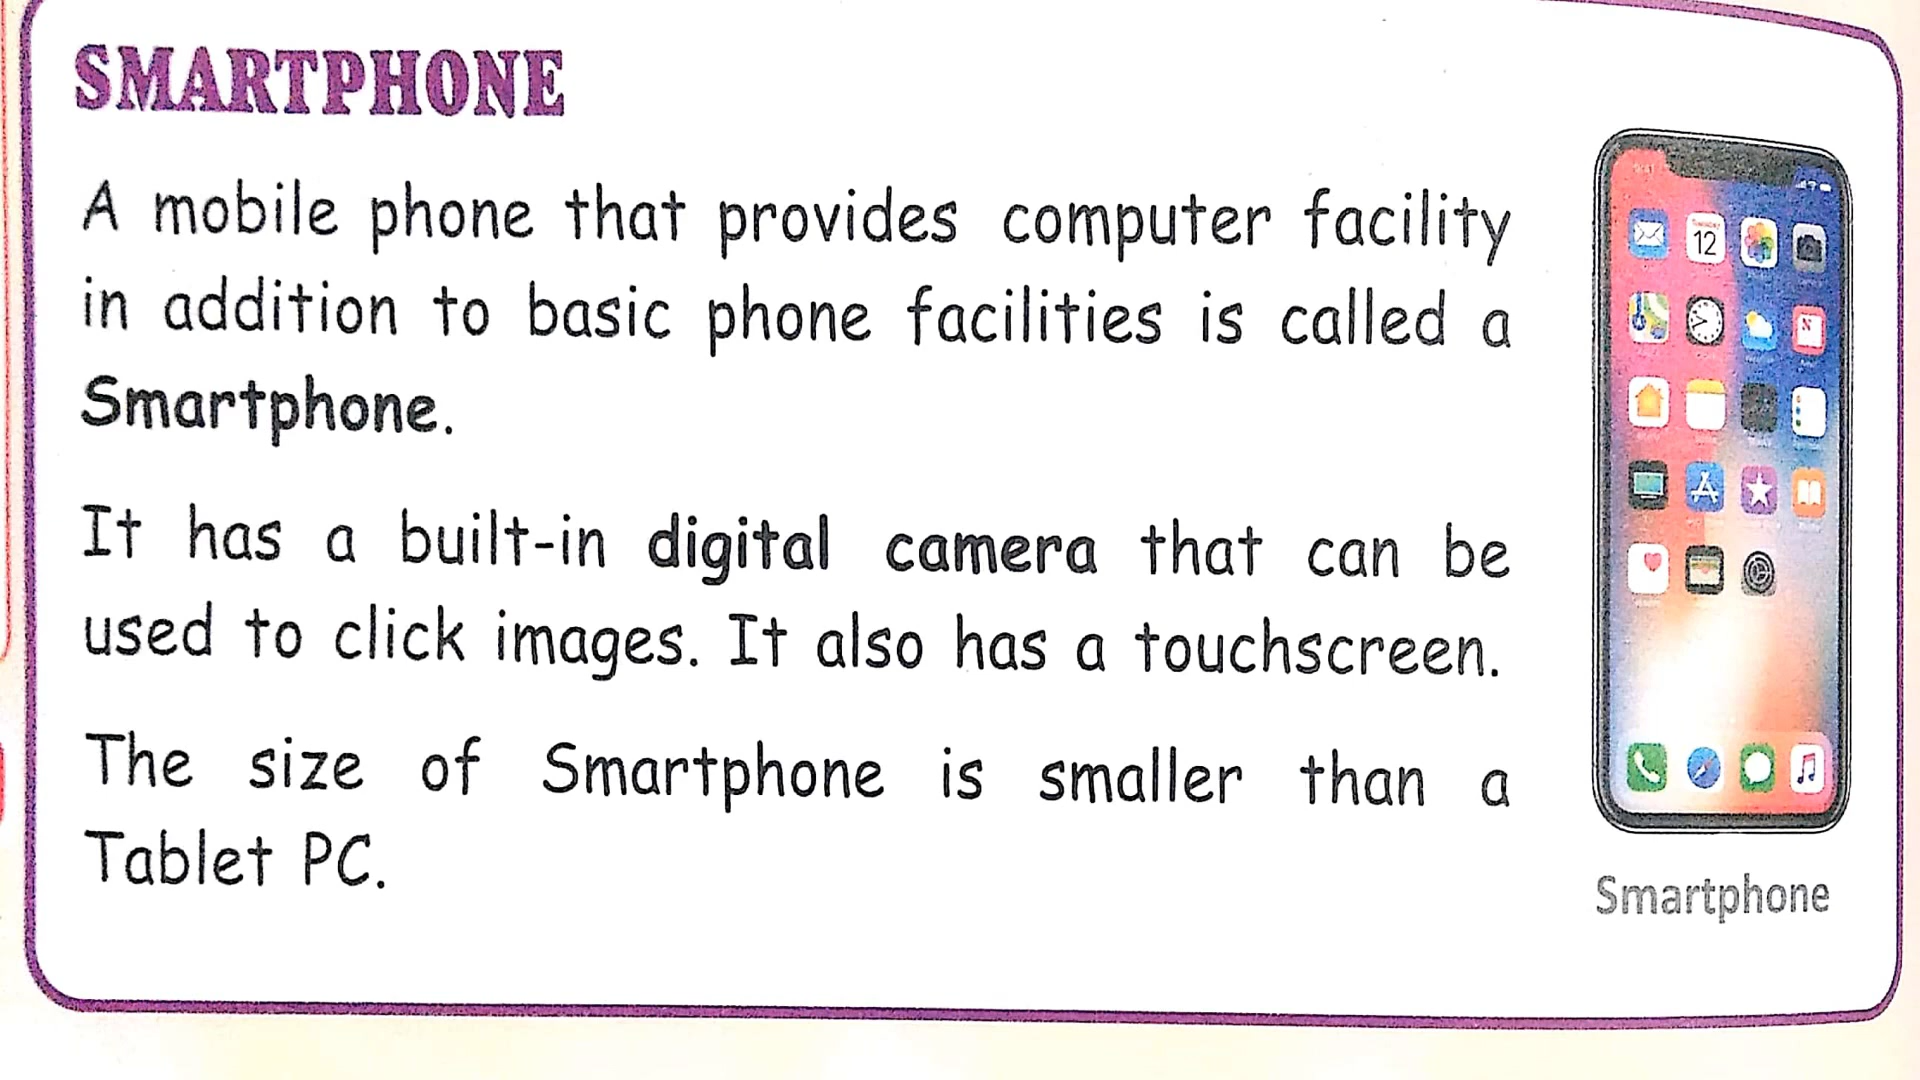 SMARTPHONE
A mobile phone that provides computer facility
in addition to basic phone facilities is called a
Smartphone.
It has a built-in digital camera that can be
used to click images. It also has a touchscreen.
The size of Smartphone is smaller than a
Tablet PC.
12
Smartphone